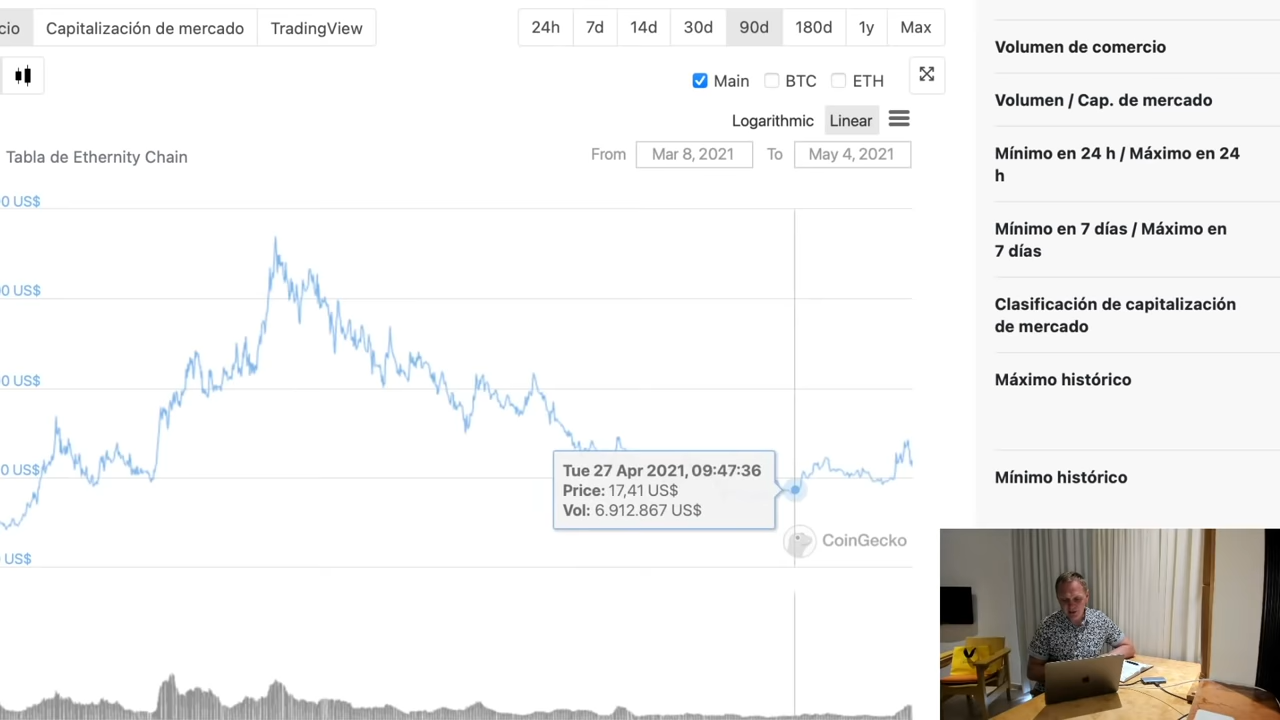 cio Capitalización de mercado TradingView 24h 7d 14d 30d 90d 180d 1y Max
Main BTC ETH
Logarithmic Linear
Tabla de Ethernity Chain From Mar 8, 2021 To May 4, 2021
0 US$
0 US$
0 US$
0 US$
US$
Tue 27 Apr 2021, 09:47:36
Price: 17,41 US$
Vol: 6.912.867 US$
CoinGecko
Volumen de comercio
Volumen / Cap. de mercado
Mínimo en 24 h / Máximo en 24
h
Mínimo en 7 días / Máximo en
7 días
Clasificación de capitalización
de mercado
Máximo histórico
Mínimo histórico